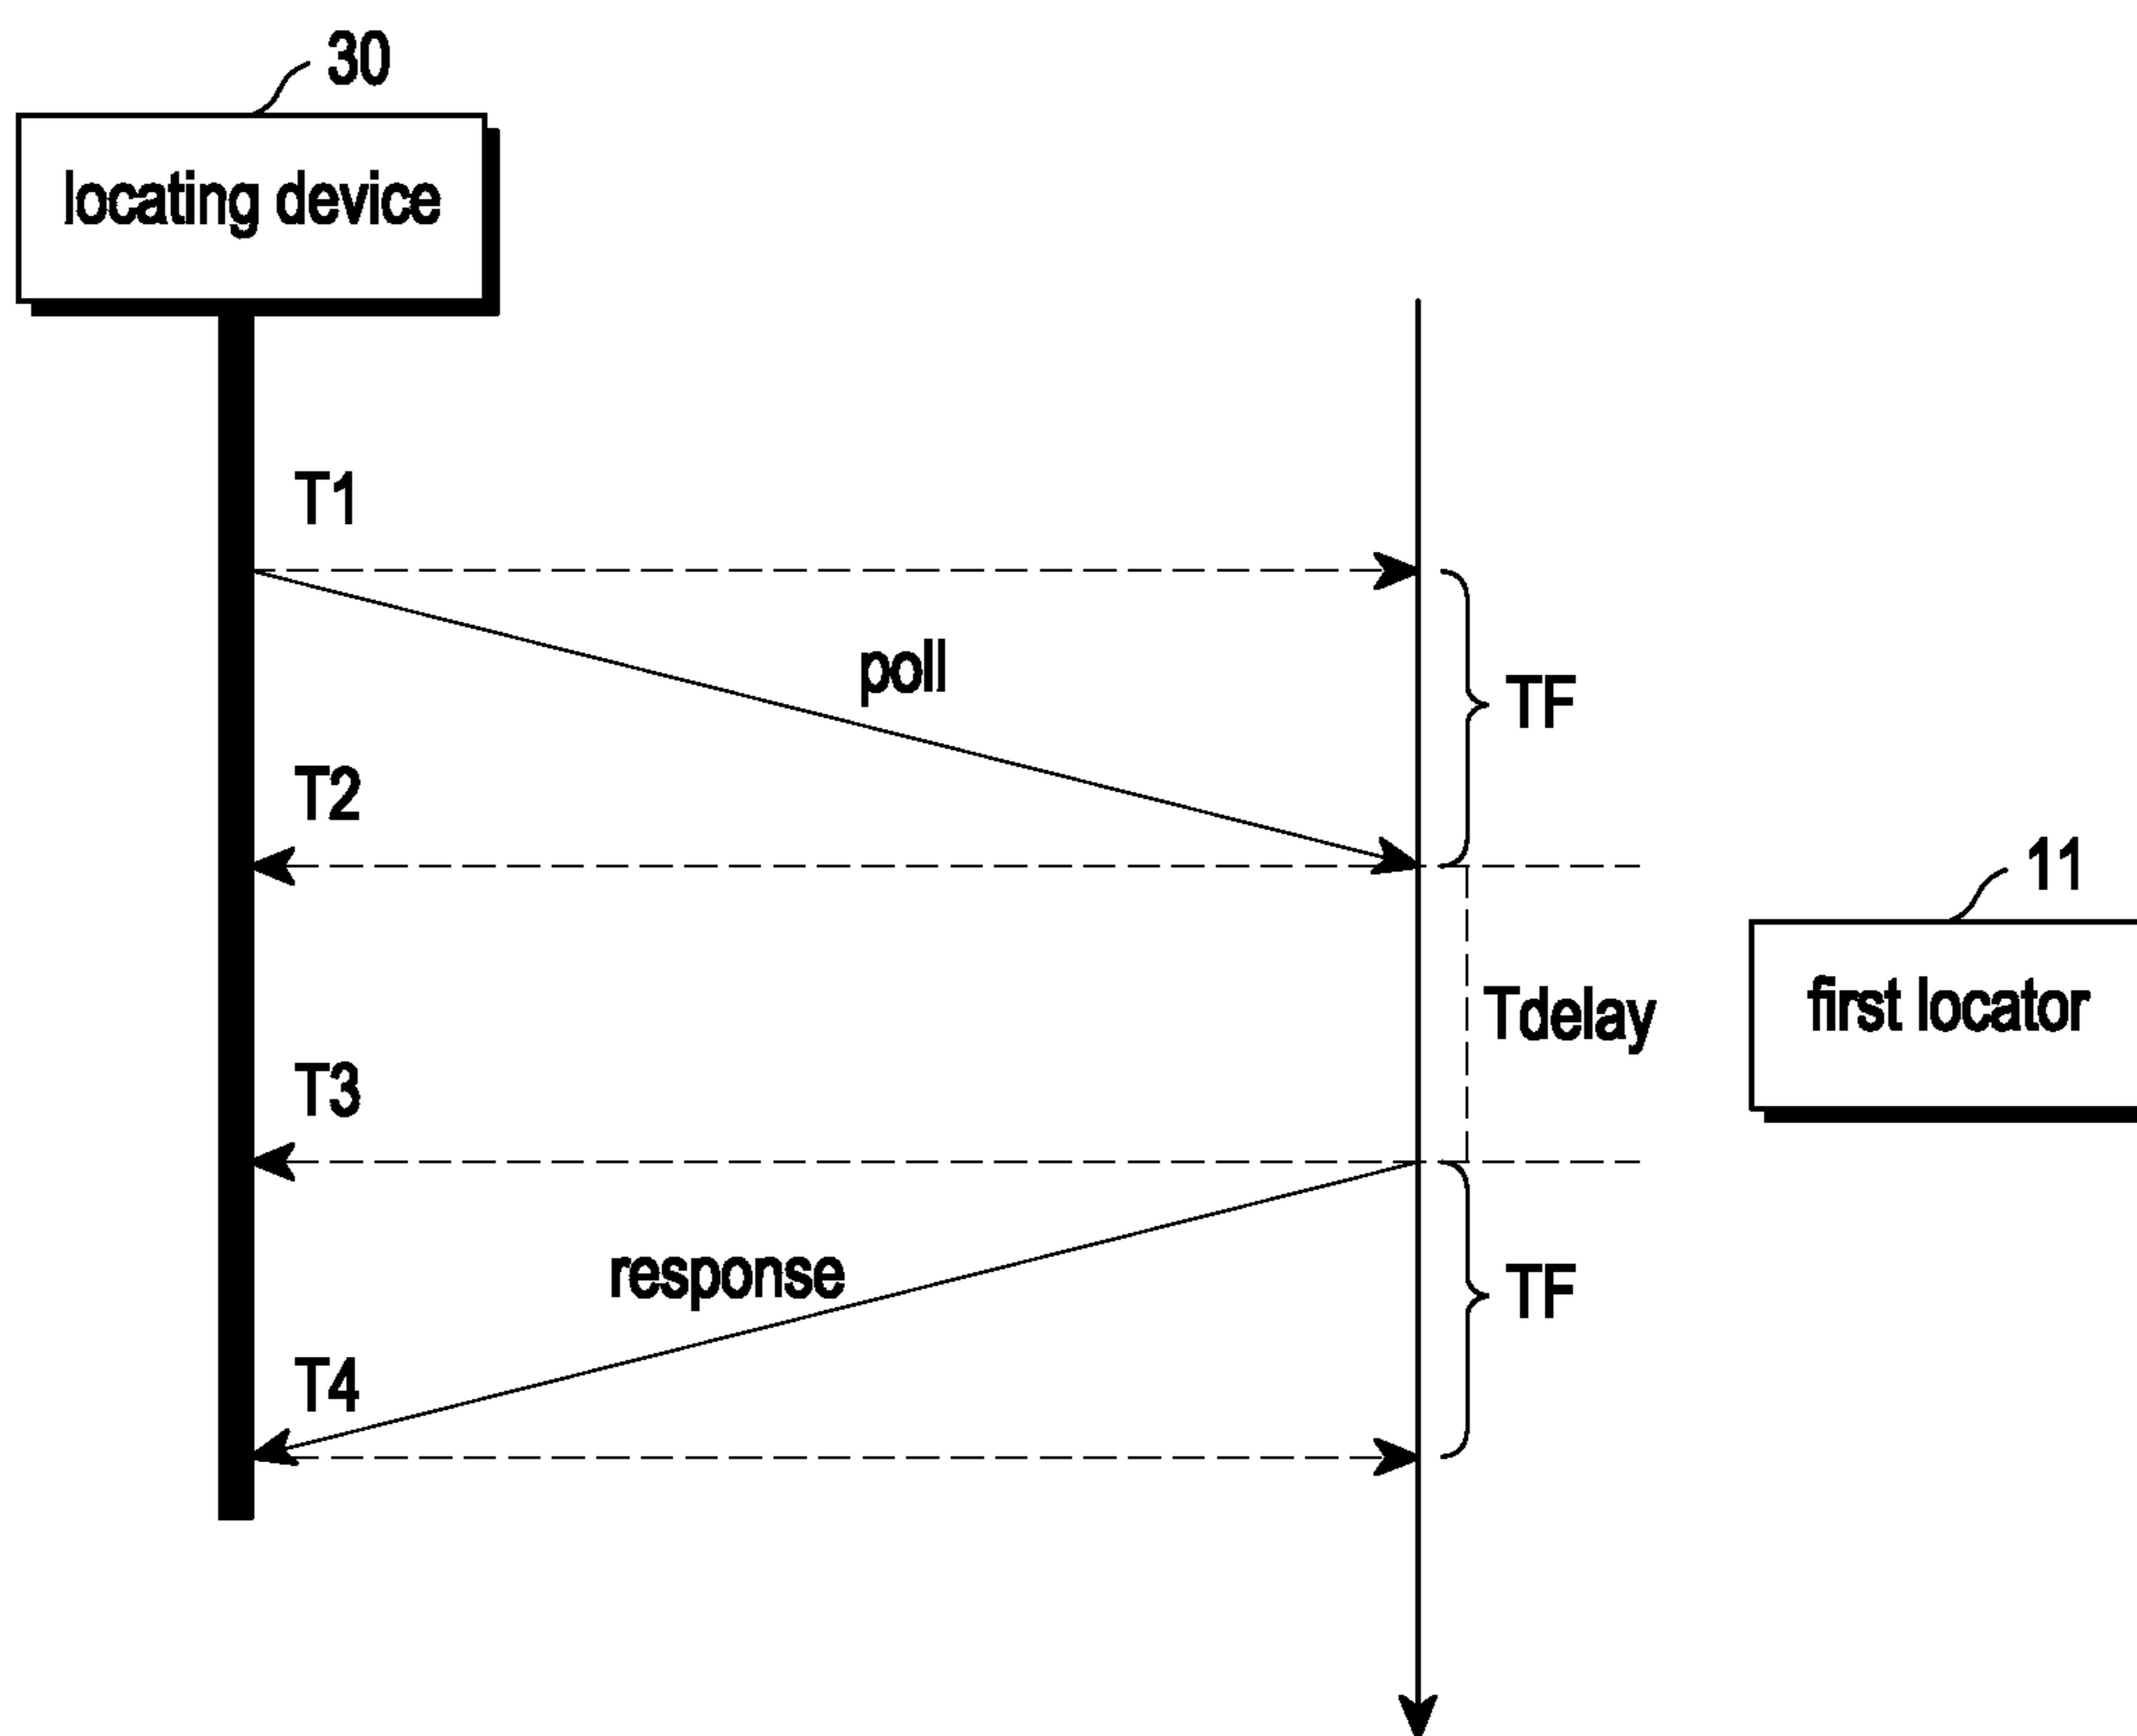 30
locating device
T1
poll
TF
T2
11
first locator
Tdelay
T3
response
TF
T4